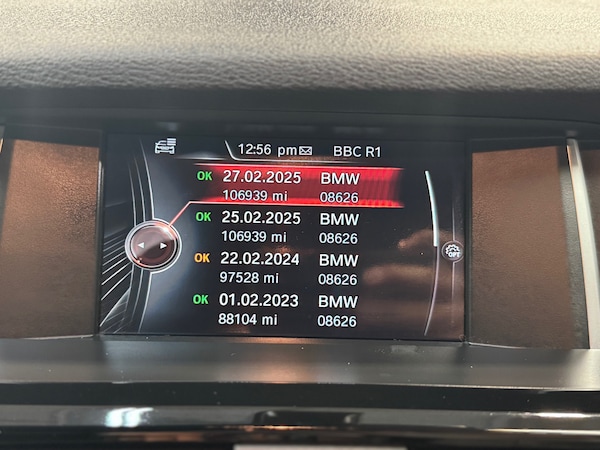 12:56 pm BBC R1
OK 27.02.2025 BMW
106939 mi 08626
OK 25.02.2025 BMW
106939 mi 08626
OK 22.02.2024 BMW
97528 mi 08626
OK 01.02.2023 BMW
88104 mi 08626
OPT